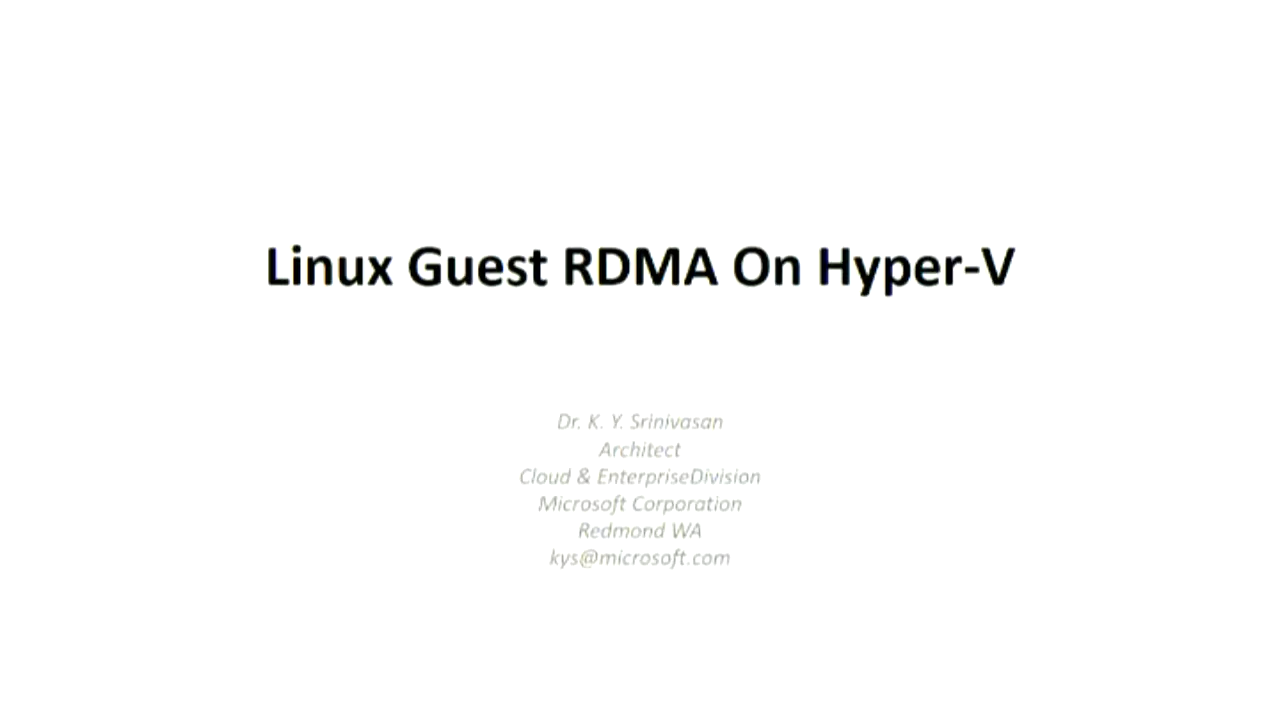 Linux Guest RDMA On Hyper-V
Dr. K. Y. Srinivasan
Architect
Cloud & EnterpriseDivision
Microsoft Corporation
Redmond WA
kys@microsoft.com